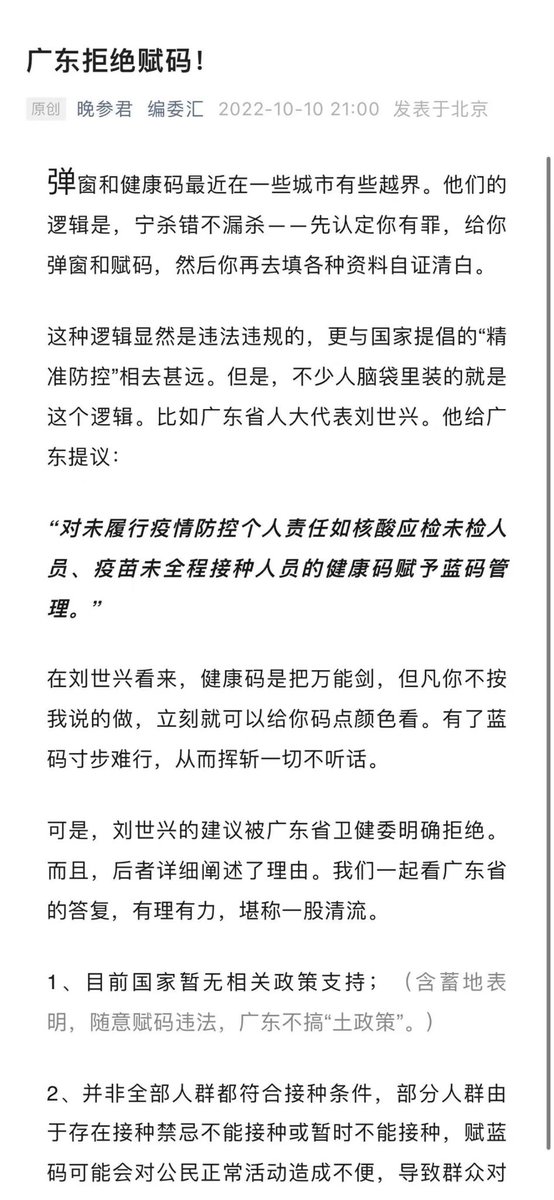 广东拒绝赋码！
原创 晚参君 编委汇 2022-10-10 21:00 发表于北京
弹窗和健康码最近在一些城市有些越界。他们的
逻辑是，宁杀错不漏杀——先认定你有罪，给你
弹窗和赋码，然后你再去填各种资料自证清白。
这种逻辑显然是违法违规的，更与国家提倡的“精
准防控”相去甚远。但是，不少人脑袋里装的就是
这个逻辑。比如广东省人大代表刘世兴。他给广
东提议：
“对未履行疫情防控个人责任如核酸应检未检人
员、疫苗未全程接种人员的健康码赋予蓝码管
理。”
在刘世兴看来，健康码是把万能剑，但凡你不按
我说的做，立刻就可以给你码点颜色看。有了蓝
码寸步难行，从而挥斩一切不听话。
可是，刘世兴的建议被广东省卫健委明确拒绝。
而且，后者详细阐述了理由。我们一起看广东省
的答复，有理有力，堪称一股清流。
1、目前国家暂无相关政策支持；（含蓄地表
明，随意赋码违法，广东不搞“土政策”。）
2、并非全部人群都符合接种条件，部分人群由
于存在接种禁忌不能接种或暂时不能接种，赋蓝
码可能会对公民正常活动造成不便，导致群众对